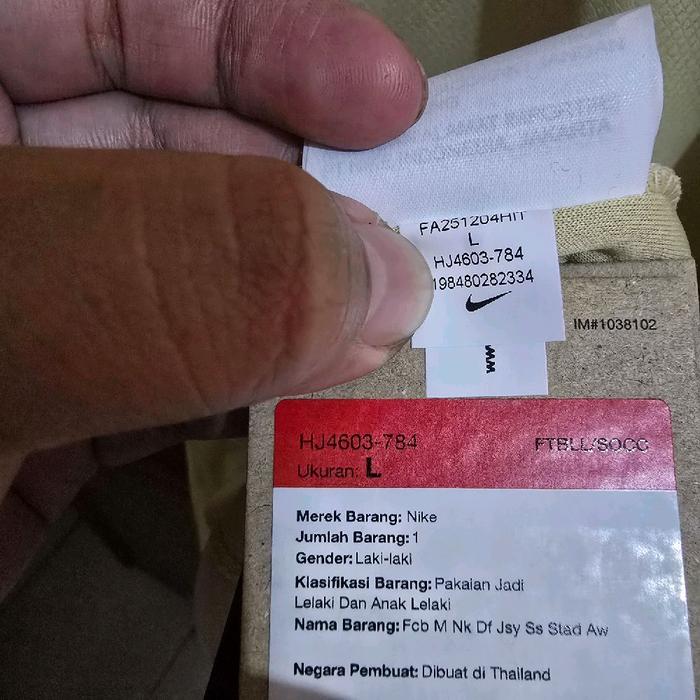 FA251204HIT
L
HJ4603-784
198480282334
WW
IM#1038102
HJ4603-784
FTBLL/SOCC
Ukuran: L
Merek Barang: Nike
Jumlah Barang: 1
Gender: Laki-laki
Klasifikasi Barang: Pakaian Jadi
Lelaki Dan Anak Lelaki
Nama Barang: Fcb M Nk Df Jsy Ss Stad Aw
Negara Pembuat: Dibuat di Thailand